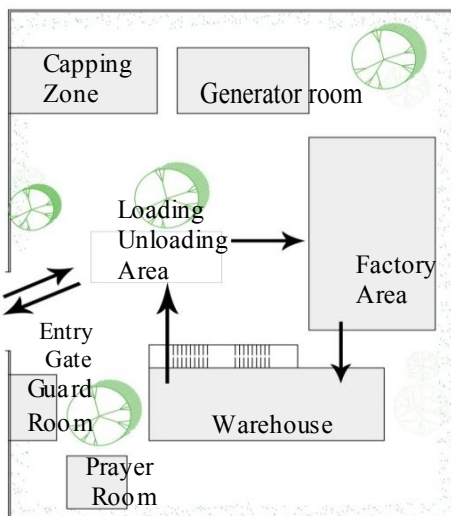 Capping
Zone
Generator room
Loading
Unloading
Area
Factory
Area
Entry
Gate
Guard
Room
Warehouse
Prayer
Room